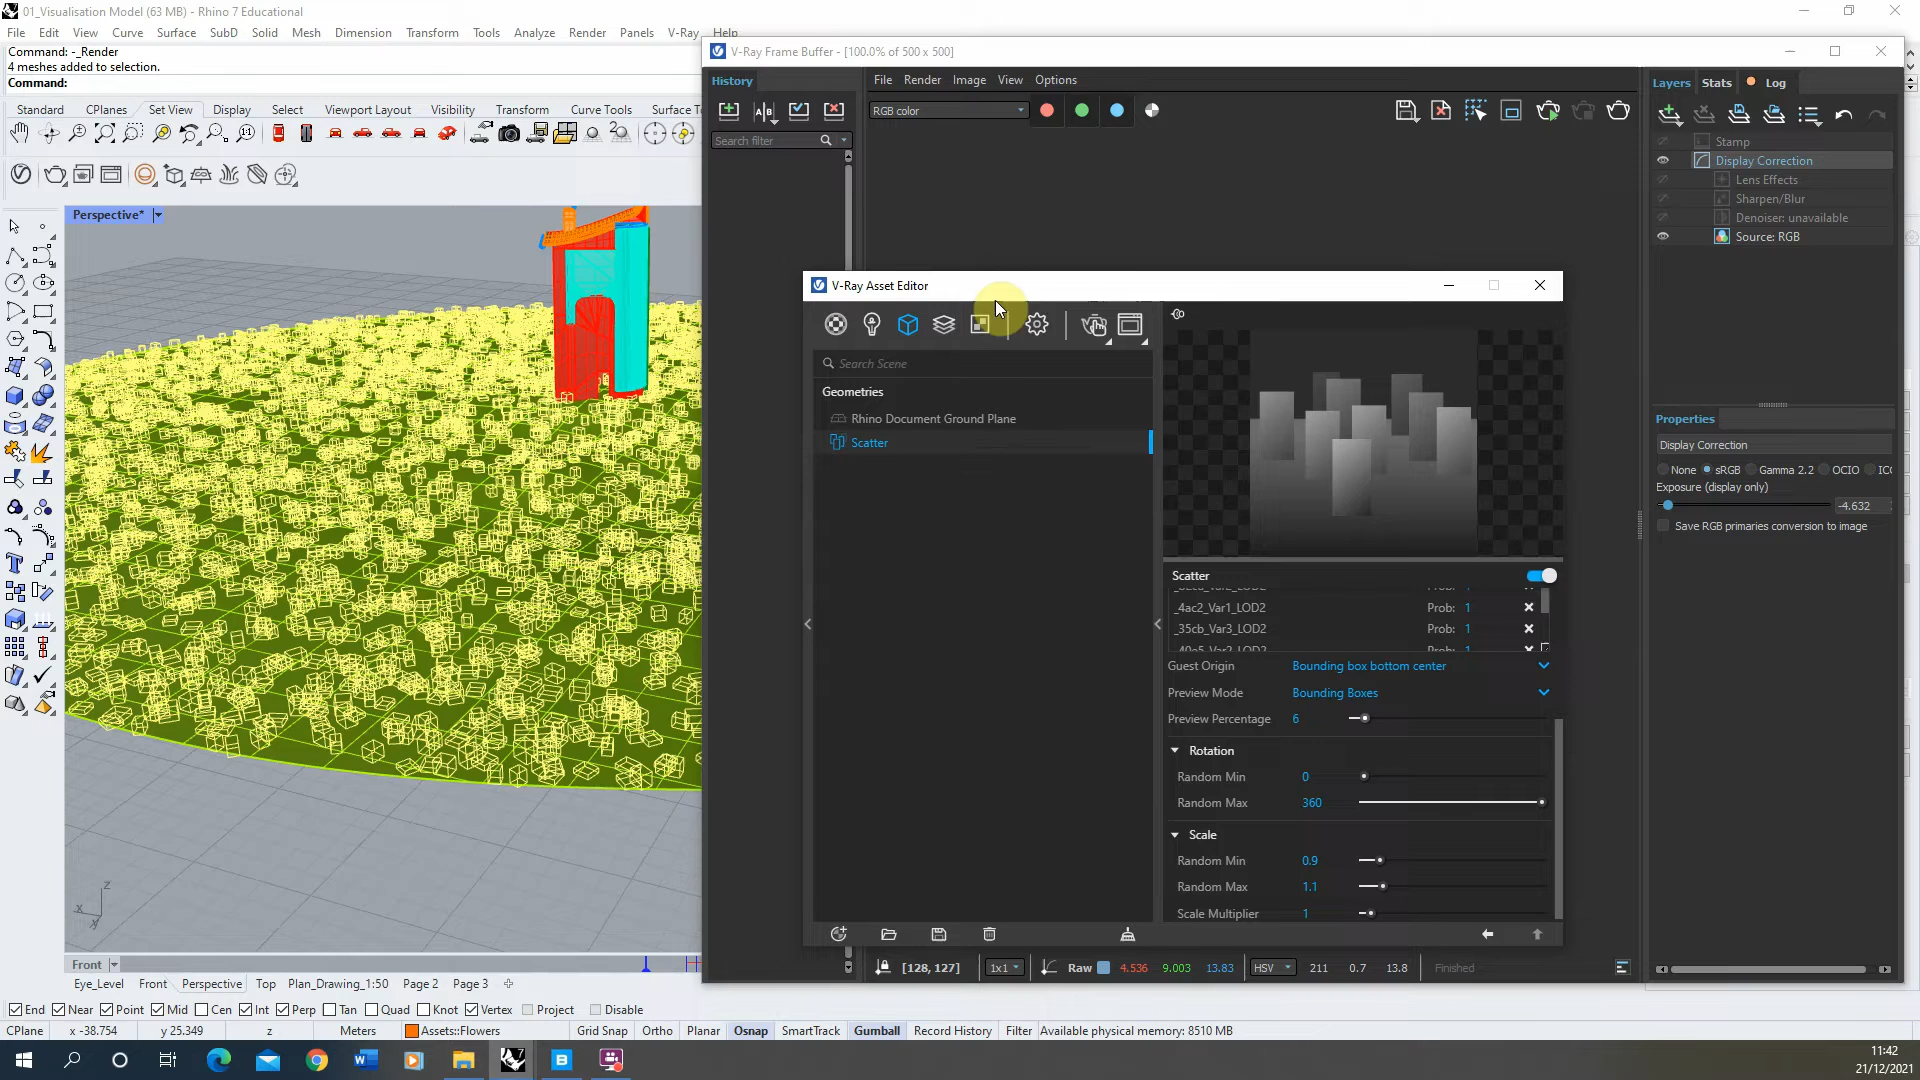 01_Visualisation Model (63 MB) - Rhino 7 Educational
File Edit View Curve Surface SubD Solid Mesh Dimension Transform Tools Analyze Render Panels V-Ray Help
Command: -_Render
4 meshes added to selection.
Command:
Standard CPlanes Set View Display Select Viewport Layout Visibility Transform Curve Tools Surface To
Perspective*
V-Ray Frame Buffer - [100.0% of 500 x 500]
History
File Render Image View Options
RGB color
Search filter
Layers Stats Log
Stamp
Display Correction
Lens Effects
Sharpen/Blur
Denoiser: unavailable
Source: RGB
Properties
Display Correction
None sRGB Gamma 2.2 OCIO ICC
Exposure (display only)
-4.632
Save RGB primaries conversion to image
V-Ray Asset Editor
Search Scene
Geometries
Rhino Document Ground Plane
Scatter
Scatter
_4ac2_Var1_LOD2 Prob: 1
_35cb_Var3_LOD2 Prob: 1
Guest Origin Bounding box bottom center
Preview Mode Bounding Boxes
Preview Percentage 6
Rotation
Random Min 0
Random Max 360
Scale
Random Min 0.9
Random Max 1.1
Scale Multiplier 1
[128, 127] 1x1 Raw 4.536 9.003 13.83 HSV 211 0.7 13.8 Finished
z
x
y
Front
Eye_Level Front Perspective Top Plan_Drawing_1:50 Page 2 Page 3
End Near Point Mid Cen Int Perp Tan Quad Knot Vertex Project Disable
CPlane x -38.754 y 25.349 z Meters Assets::Flowers Grid Snap Ortho Planar Osnap SmartTrack Gumball Record History Filter Available physical memory: 8510 MB
11:42
21/12/2021